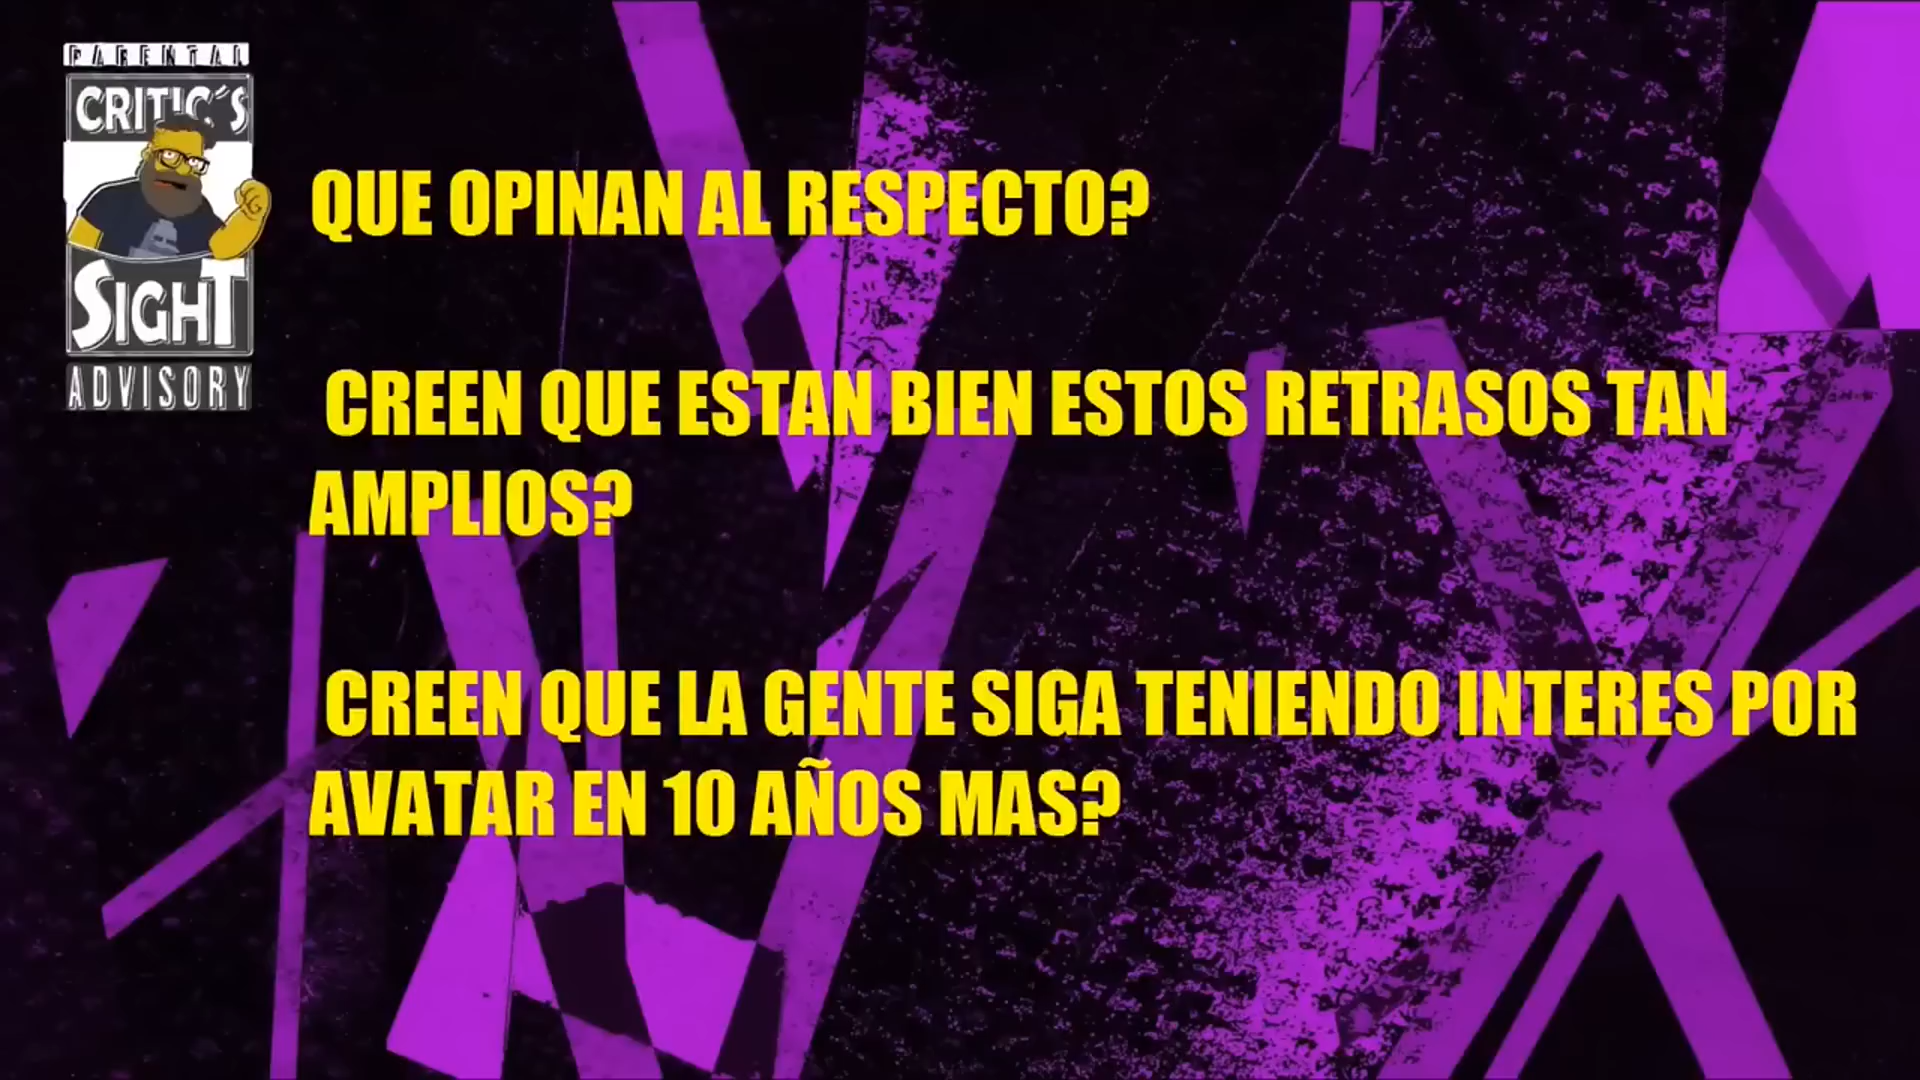 PARENTAL
CRITIC´S
SIGHT
ADVISORY
QUE OPINAN AL RESPECTO?
CREEN QUE ESTAN BIEN ESTOS RETRASOS TAN
AMPLIOS?
CREEN QUE LA GENTE SIGA TENIENDO INTERES POR
AVATAR EN 10 AÑOS MAS?